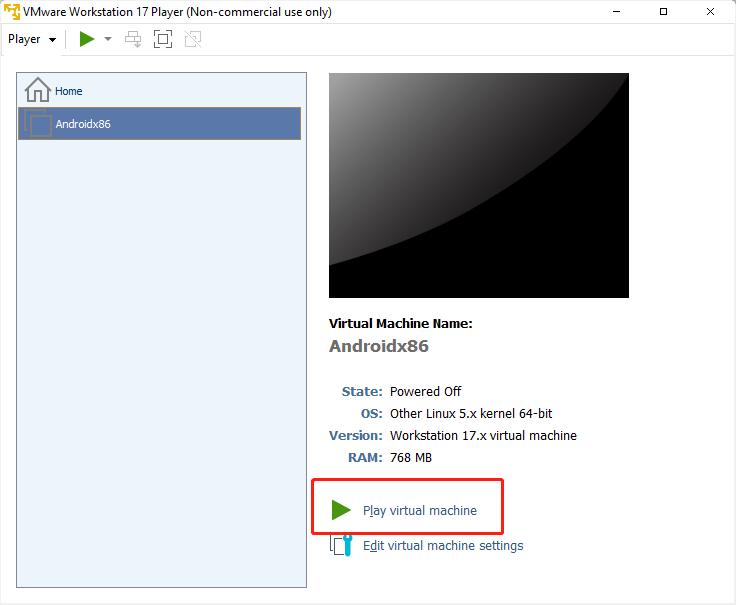 VMware Workstation 17 Player (Non-commercial use only)
Player
Home
Androidx86
Virtual Machine Name:
Androidx86
State: Powered Off
OS: Other Linux 5.x kernel 64-bit
Version: Workstation 17.x virtual machine
RAM: 768 MB
Play virtual machine
Edit virtual machine settings